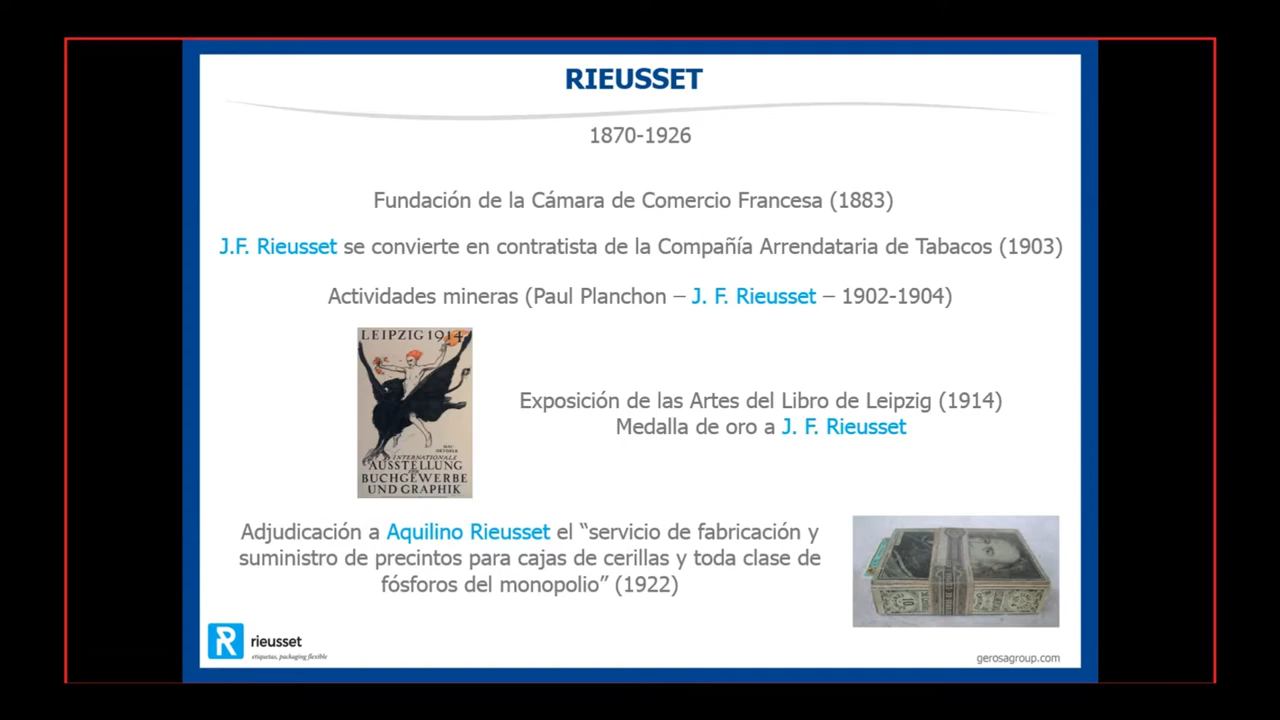 RIEUSSET
1870-1926
Fundación de la Cámara de Comercio Francesa (1883)
J.F. Rieusset se convierte en contratista de la Compañía Arrendataria de Tabacos (1903)
Actividades mineras (Paul Planchon – J. F. Rieusset – 1902-1904)
LEIPZIG 1914
MAI-
OKTOBER
INTERNATIONALE
AUSSTELLUNG
FÜR
BUCHGEWERBE
UND GRAPHIK
Exposición de las Artes del Libro de Leipzig (1914)
Medalla de oro a J. F. Rieusset
Adjudicación a Aquilino Rieusset el “servicio de fabricación y
suministro de precintos para cajas de cerillas y toda clase de
fósforos del monopolio” (1922)
10
R rieusset
etiquetas, packaging flexible
gerosagroup.com